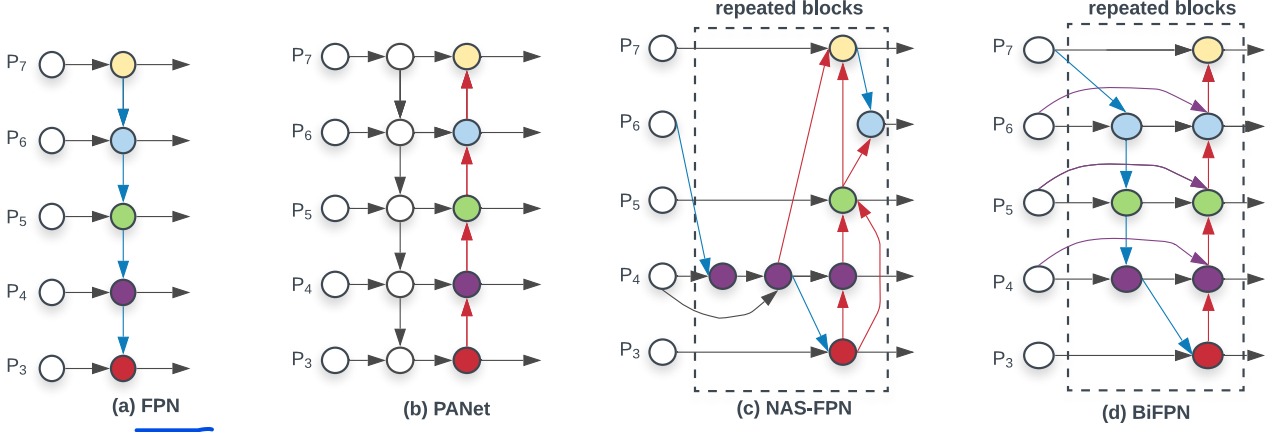 repeated blocks
repeated blocks
P7
P6
P5
P4
P3
(a) FPN
P7
P6
P5
P4
P3
(b) PANet
P7
P6
P5
P4
P3
(c) NAS-FPN
P7
P6
P5
P4
P3
(d) BiFPN